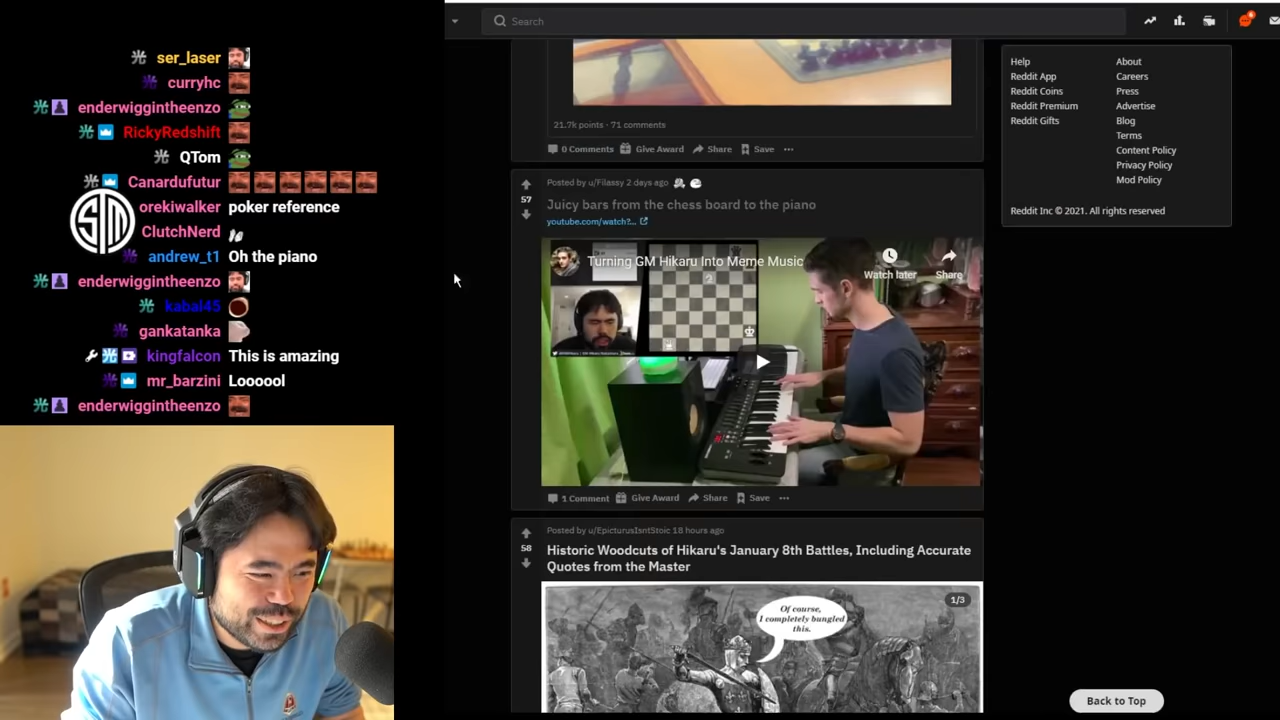 ser_laser
curryhc
enderwiggintheenzo
RickyRedshift
QTom
Canardufutur
orekiwalker poker reference
ClutchNerd
andrew_t1 Oh the piano
enderwiggintheenzo
kabal45
gankatanka
kingfalcon This is amazing
mr_barzini Loooool
enderwiggintheenzo
Search
21.7k points · 71 comments
0 Comments Give Award Share Save
57
Posted by u/Filassy 2 days ago
Juicy bars from the chess board to the piano
youtube.com/watch?...
Turning GM Hikaru Into Meme Music
Watch later
Share
1 Comment Give Award Share Save
58
Posted by u/EpicturusIsntStoic 18 hours ago
Historic Woodcuts of Hikaru's January 8th Battles, Including Accurate
Quotes from the Master
1/3
Of course,
I completely bungled
this.
Help About
Reddit App Careers
Reddit Coins Press
Reddit Premium Advertise
Reddit Gifts Blog
Terms
Content Policy
Privacy Policy
Mod Policy
Reddit Inc © 2021. All rights reserved
Back to Top